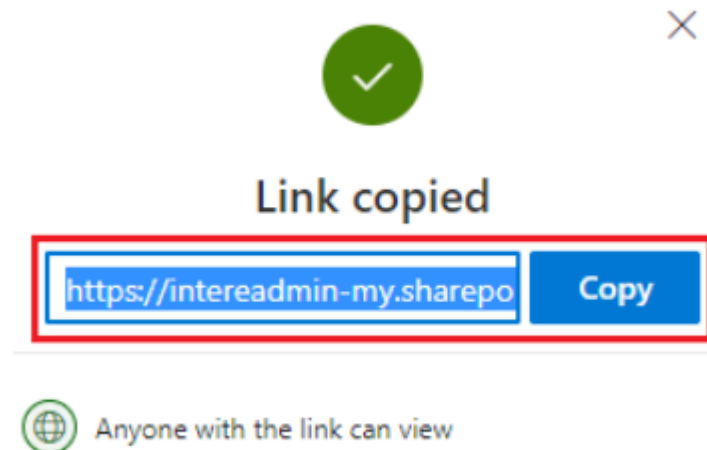 Link copied
https://intereadmin-my.sharepo Copy
Anyone with the link can view